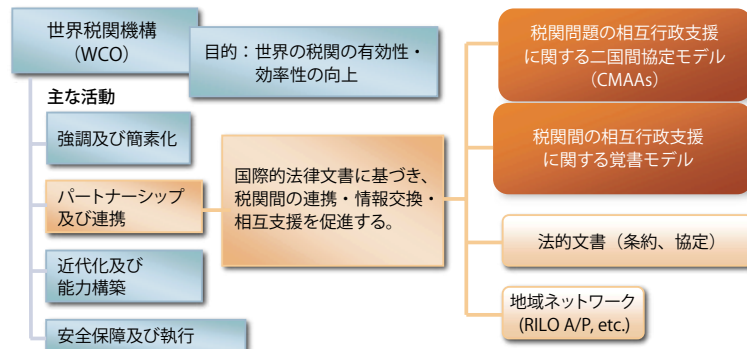 世界税関機構
（WCO）
目的：世界の税関の有効性・
効率性の向上
主な活動
強調及び簡素化
パートナーシップ
及び連携
近代化及び
能力構築
安全保障及び執行
国際的法律文書に基づき、
税関間の連携・情報交換・
相互支援を促進する。
税関問題の相互行政支援
に関する二国間協定モデル
（CMAAs）
税関間の相互行政支援
に関する覚書モデル
法的文書（条約、協定）
地域ネットワーク
(RILO A/P, etc.)